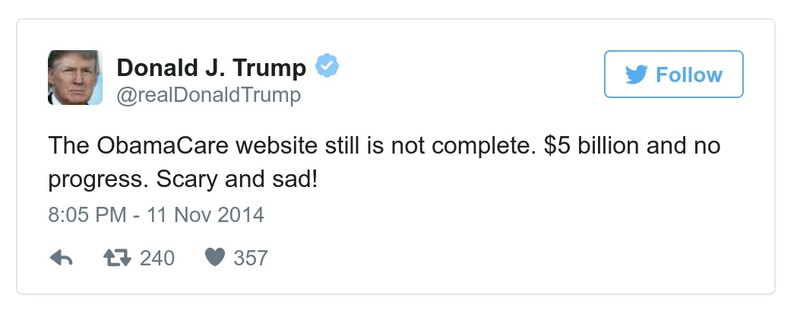 Donald J. Trump
@realDonaldTrump
Follow
The ObamaCare website still is not complete. $5 billion and no
progress. Scary and sad!
8:05 PM - 11 Nov 2014
240 357